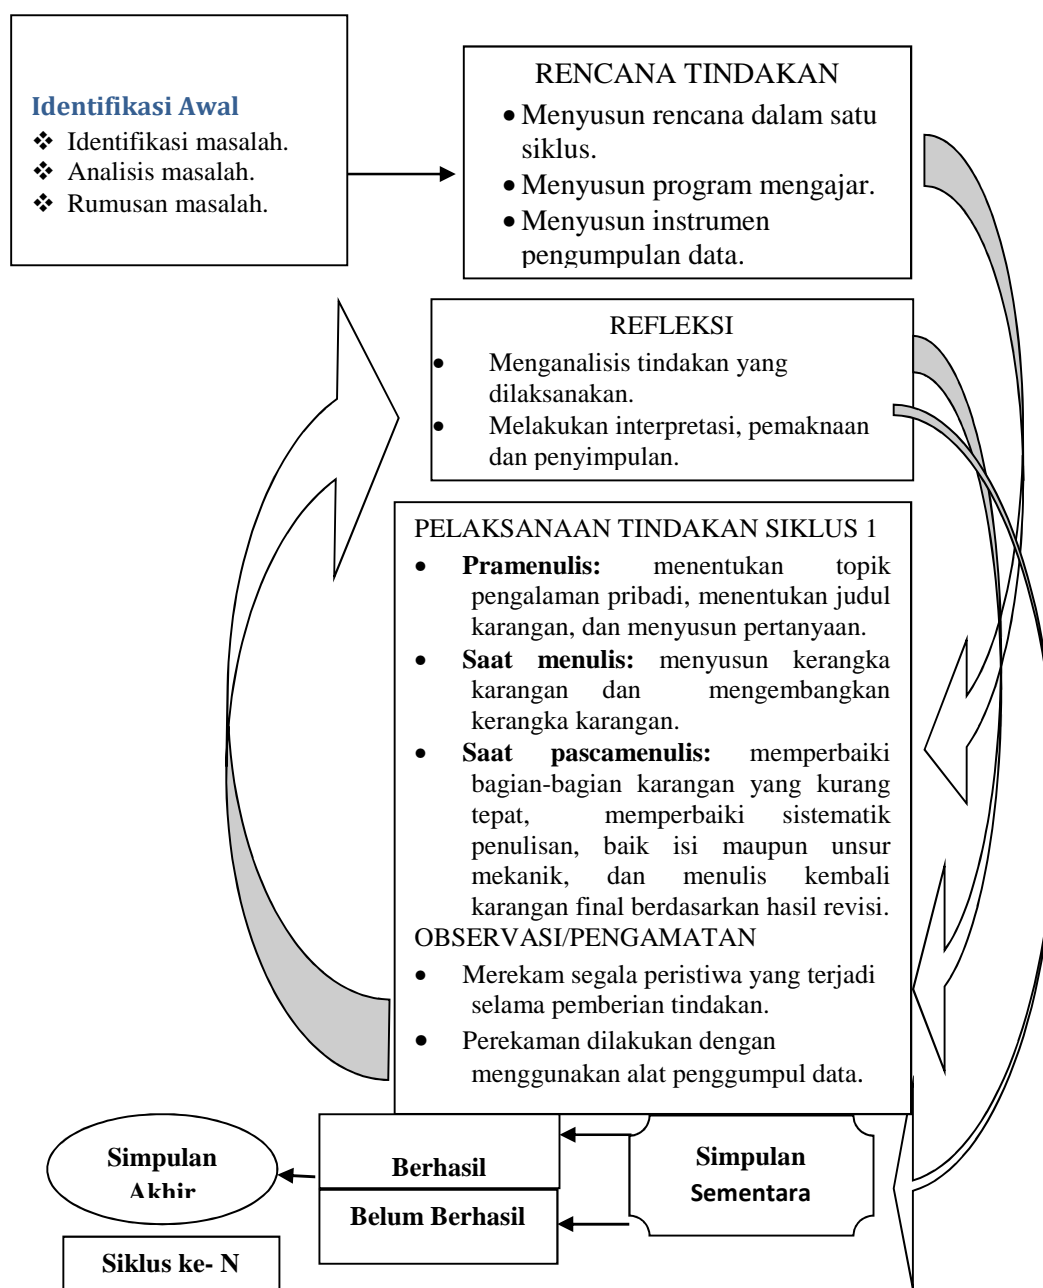 Identifikasi Awal
❖ Identifikasi masalah.
❖ Analisis masalah.
❖ Rumusan masalah.
RENCANA TINDAKAN
• Menyusun rencana dalam satu
siklus.
• Menyusun program mengajar.
• Menyusun instrumen
pengumpulan data.
REFLEKSI
• Menganalisis tindakan yang
dilaksanakan.
• Melakukan interpretasi, pemaknaan
dan penyimpulan.
PELAKSANAAN TINDAKAN SIKLUS 1
• Pramenulis: menentukan topik
pengalaman pribadi, menentukan judul
karangan, dan menyusun pertanyaan.
• Saat menulis: menyusun kerangka
karangan dan mengembangkan
kerangka karangan.
• Saat pascamenulis: memperbaiki
bagian-bagian karangan yang kurang
tepat, memperbaiki sistematik
penulisan, baik isi maupun unsur
mekanik, dan menulis kembali
karangan final berdasarkan hasil revisi.
OBSERVASI/PENGAMATAN
• Merekam segala peristiwa yang terjadi
selama pemberian tindakan.
• Perekaman dilakukan dengan
menggunakan alat penggumpul data.
Simpulan
Sementara
Berhasil
Belum Berhasil
Simpulan
Akhir
Siklus ke- N